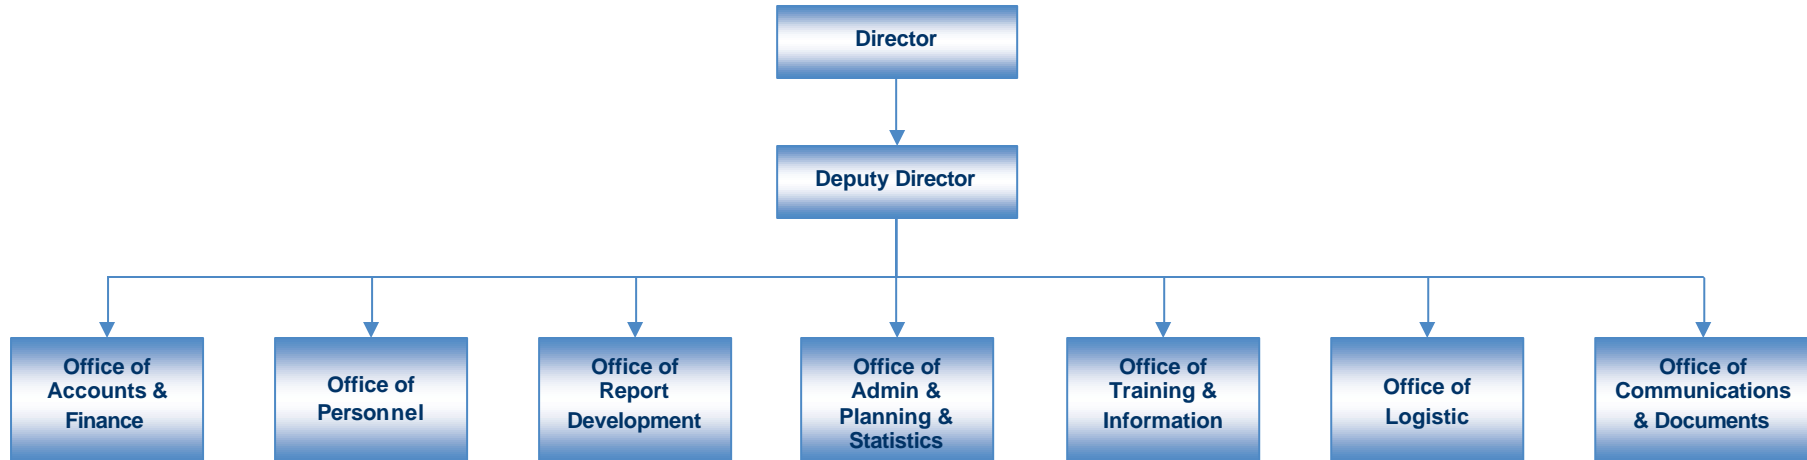 Director
Deputy Director
Office of
Accounts &
Finance
Office of
Personnel
Office of
Report
Development
Office of
Admin &
Planning &
Statistics
Office of
Training &
Information
Office of
Logistic
Office of
Communications
& Documents